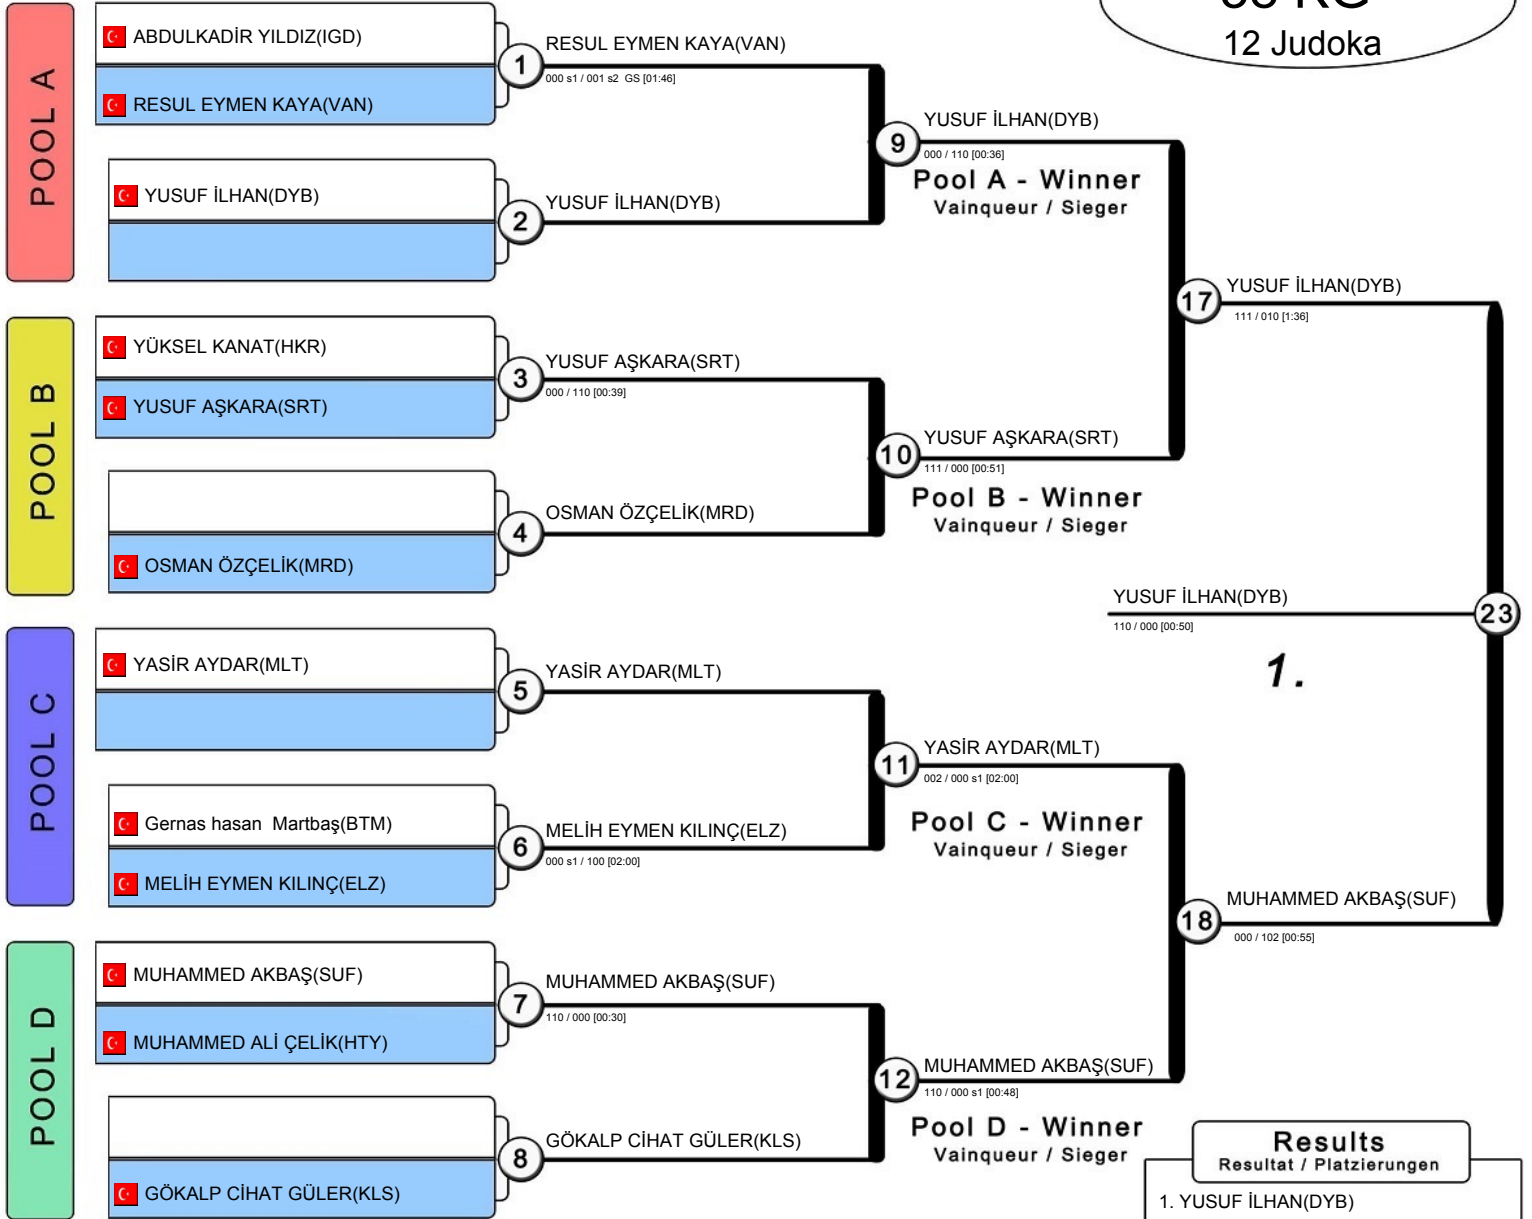 12 Judoka
POOL A
ABDULKADİR YILDIZ(IGD)
RESUL EYMEN KAYA(VAN)
1
RESUL EYMEN KAYA(VAN)
000 s1 / 001 s2 GS [01:46]
YUSUF İLHAN(DYB)
2
YUSUF İLHAN(DYB)
9
YUSUF İLHAN(DYB)
000 / 110 [00:36]
Pool A - Winner
Vainqueur / Sieger
POOL B
YÜKSEL KANAT(HKR)
YUSUF AŞKARA(SRT)
3
YUSUF AŞKARA(SRT)
000 / 110 [00:39]
OSMAN ÖZÇELİK(MRD)
4
OSMAN ÖZÇELİK(MRD)
10
YUSUF AŞKARA(SRT)
111 / 000 [00:51]
Pool B - Winner
Vainqueur / Sieger
17
YUSUF İLHAN(DYB)
111 / 010 [1:36]
POOL C
YASİR AYDAR(MLT)
5
YASİR AYDAR(MLT)
Gernas hasan  Martbaş(BTM)
MELİH EYMEN KILINÇ(ELZ)
6
MELİH EYMEN KILINÇ(ELZ)
000 s1 / 100 [02:00]
11
YASİR AYDAR(MLT)
002 / 000 s1 [02:00]
Pool C - Winner
Vainqueur / Sieger
POOL D
MUHAMMED AKBAŞ(SUF)
MUHAMMED ALİ ÇELİK(HTY)
7
MUHAMMED AKBAŞ(SUF)
110 / 000 [00:30]
GÖKALP CİHAT GÜLER(KLS)
8
GÖKALP CİHAT GÜLER(KLS)
12
MUHAMMED AKBAŞ(SUF)
110 / 000 s1 [00:48]
Pool D - Winner
Vainqueur / Sieger
18
MUHAMMED AKBAŞ(SUF)
000 / 102 [00:55]
YUSUF İLHAN(DYB)
23
110 / 000 [00:50]
1.
Results
Resultat / Platzierungen
1. YUSUF İLHAN(DYB)